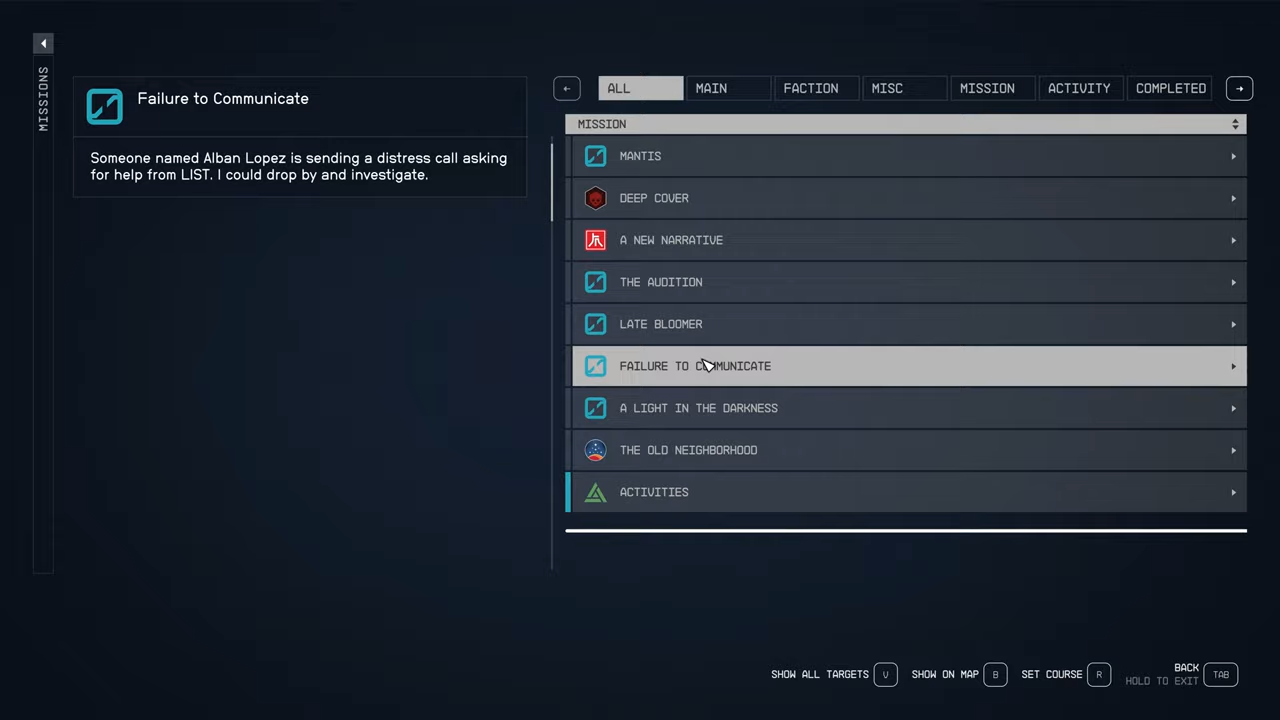 MISSIONS
Failure to Communicate
Someone named Alban Lopez is sending a distress call asking
for help from LIST. I could drop by and investigate.
ALL MAIN FACTION MISC MISSION ACTIVITY COMPLETED
MISSION
MANTIS
DEEP COVER
A NEW NARRATIVE
THE AUDITION
LATE BLOOMER
FAILURE TO COMMUNICATE
A LIGHT IN THE DARKNESS
THE OLD NEIGHBORHOOD
ACTIVITIES
SHOW ALL TARGETS V SHOW ON MAP B SET COURSE R BACK TAB
HOLD TO EXIT